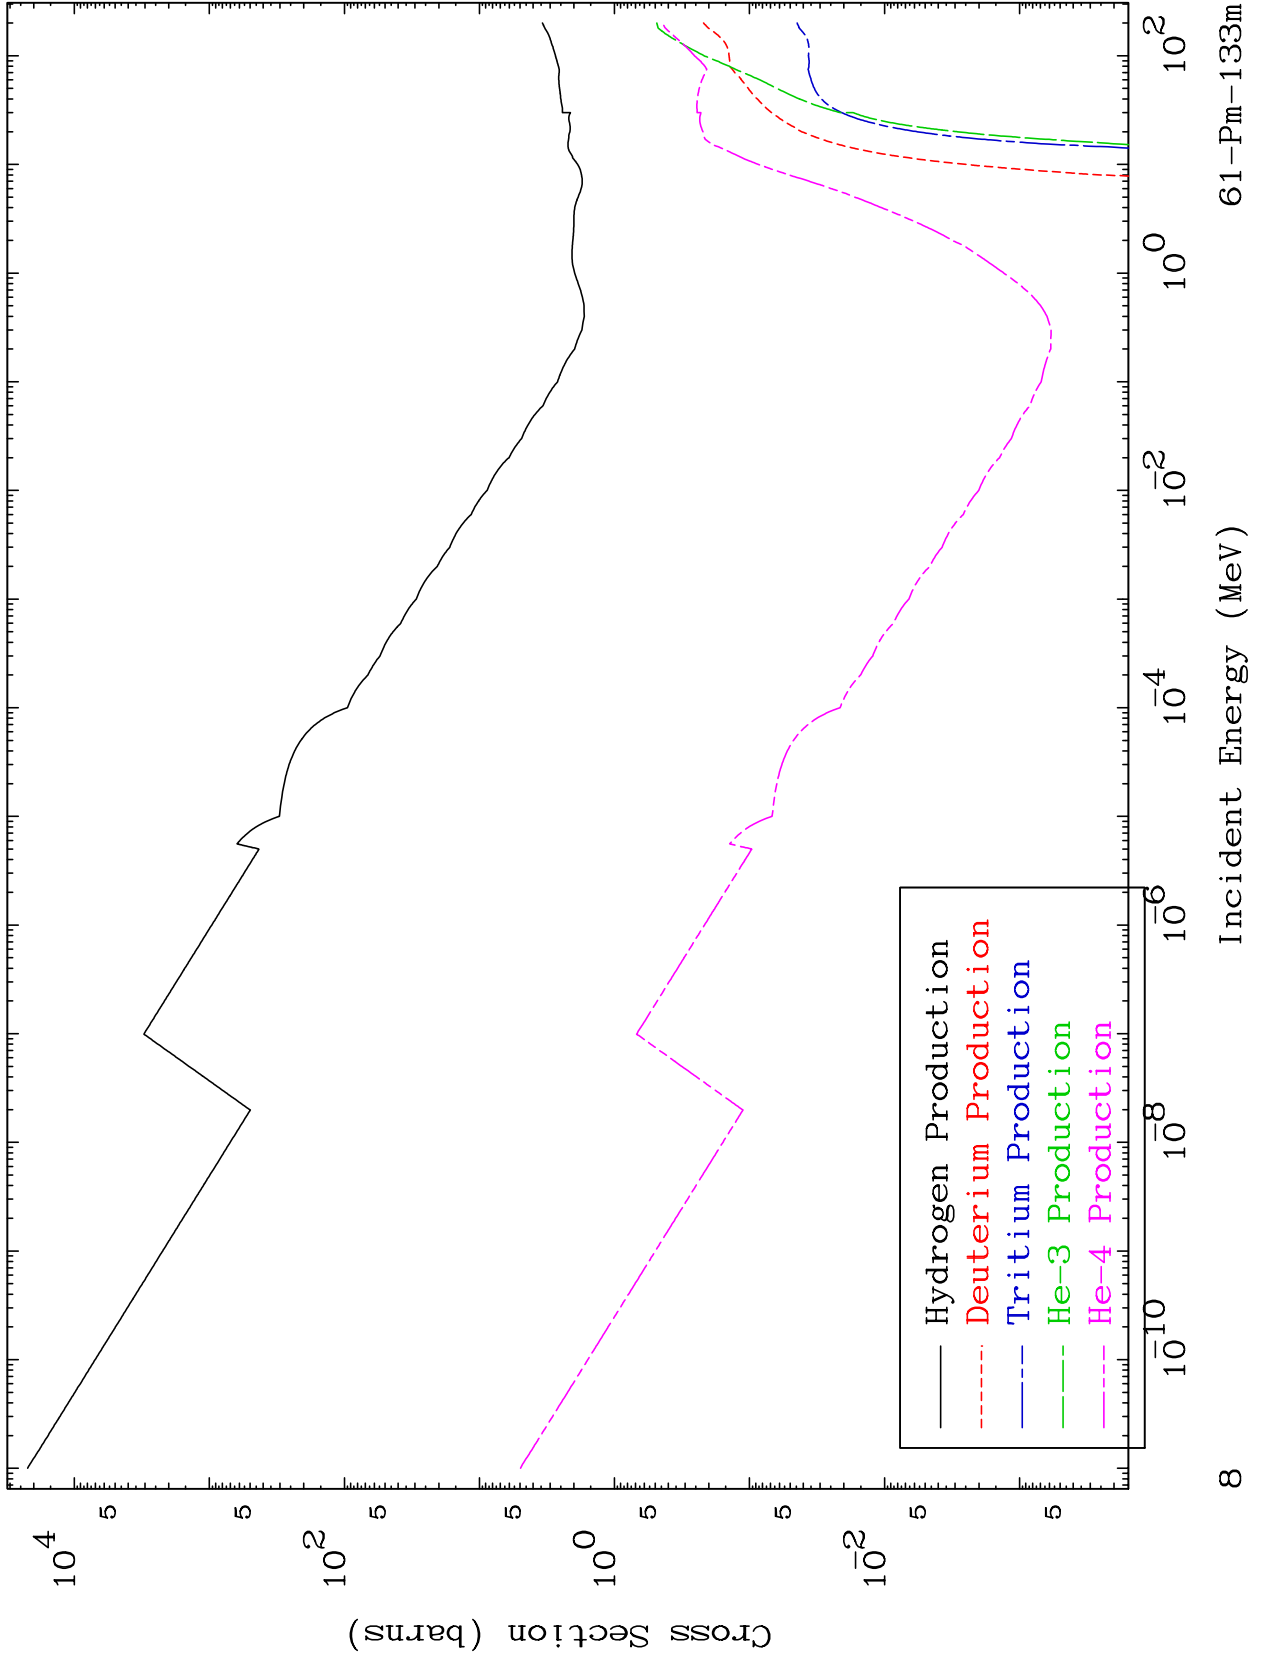 Cross Section (barns)
10^4
5
5
10^2
5
5
10^0
5
5
10^-2
5
5
Hydrogen Production
Deuterium Production
Tritium Production
He-3 Production
He-4 Production
10^-10
10^-8
10^-6
10^-4
10^-2
10^0
10^2
8
Incident Energy (MeV)
61-Pm-133m